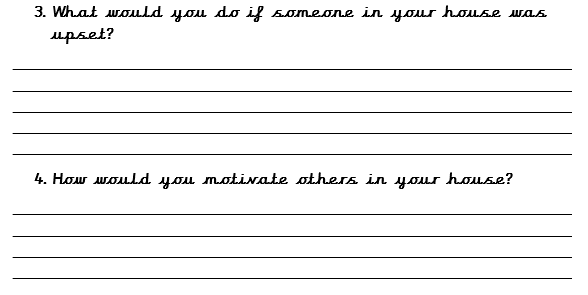 3. What would you do if someone in your house was
upset?
4. How would you motivate others in your house?